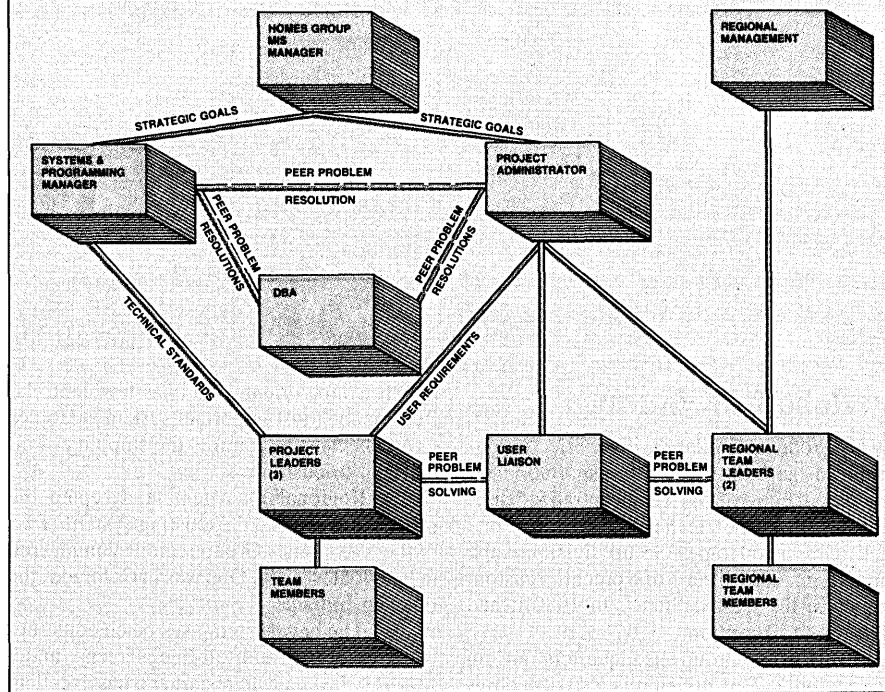 HOMES GROUP
MIS
MANAGER
REGIONAL
MANAGEMENT
STRATEGIC GOALS
STRATEGIC GOALS
SYSTEMS &
PROGRAMMING
MANAGER
PEER PROBLEM
RESOLUTION
PROJECT
ADMINISTRATOR
PEER PROBLEM
RESOLUTIONS
PEER PROBLEM
RESOLUTIONS
DBA
TECHNICAL STANDARDS
USER REQUIREMENTS
PROJECT
LEADERS
(3)
PEER
PROBLEM
SOLVING
USER
LIAISON
PEER
PROBLEM
SOLVING
REGIONAL
TEAM
LEADERS
(2)
TEAM
MEMBERS
REGIONAL
TEAM
MEMBERS